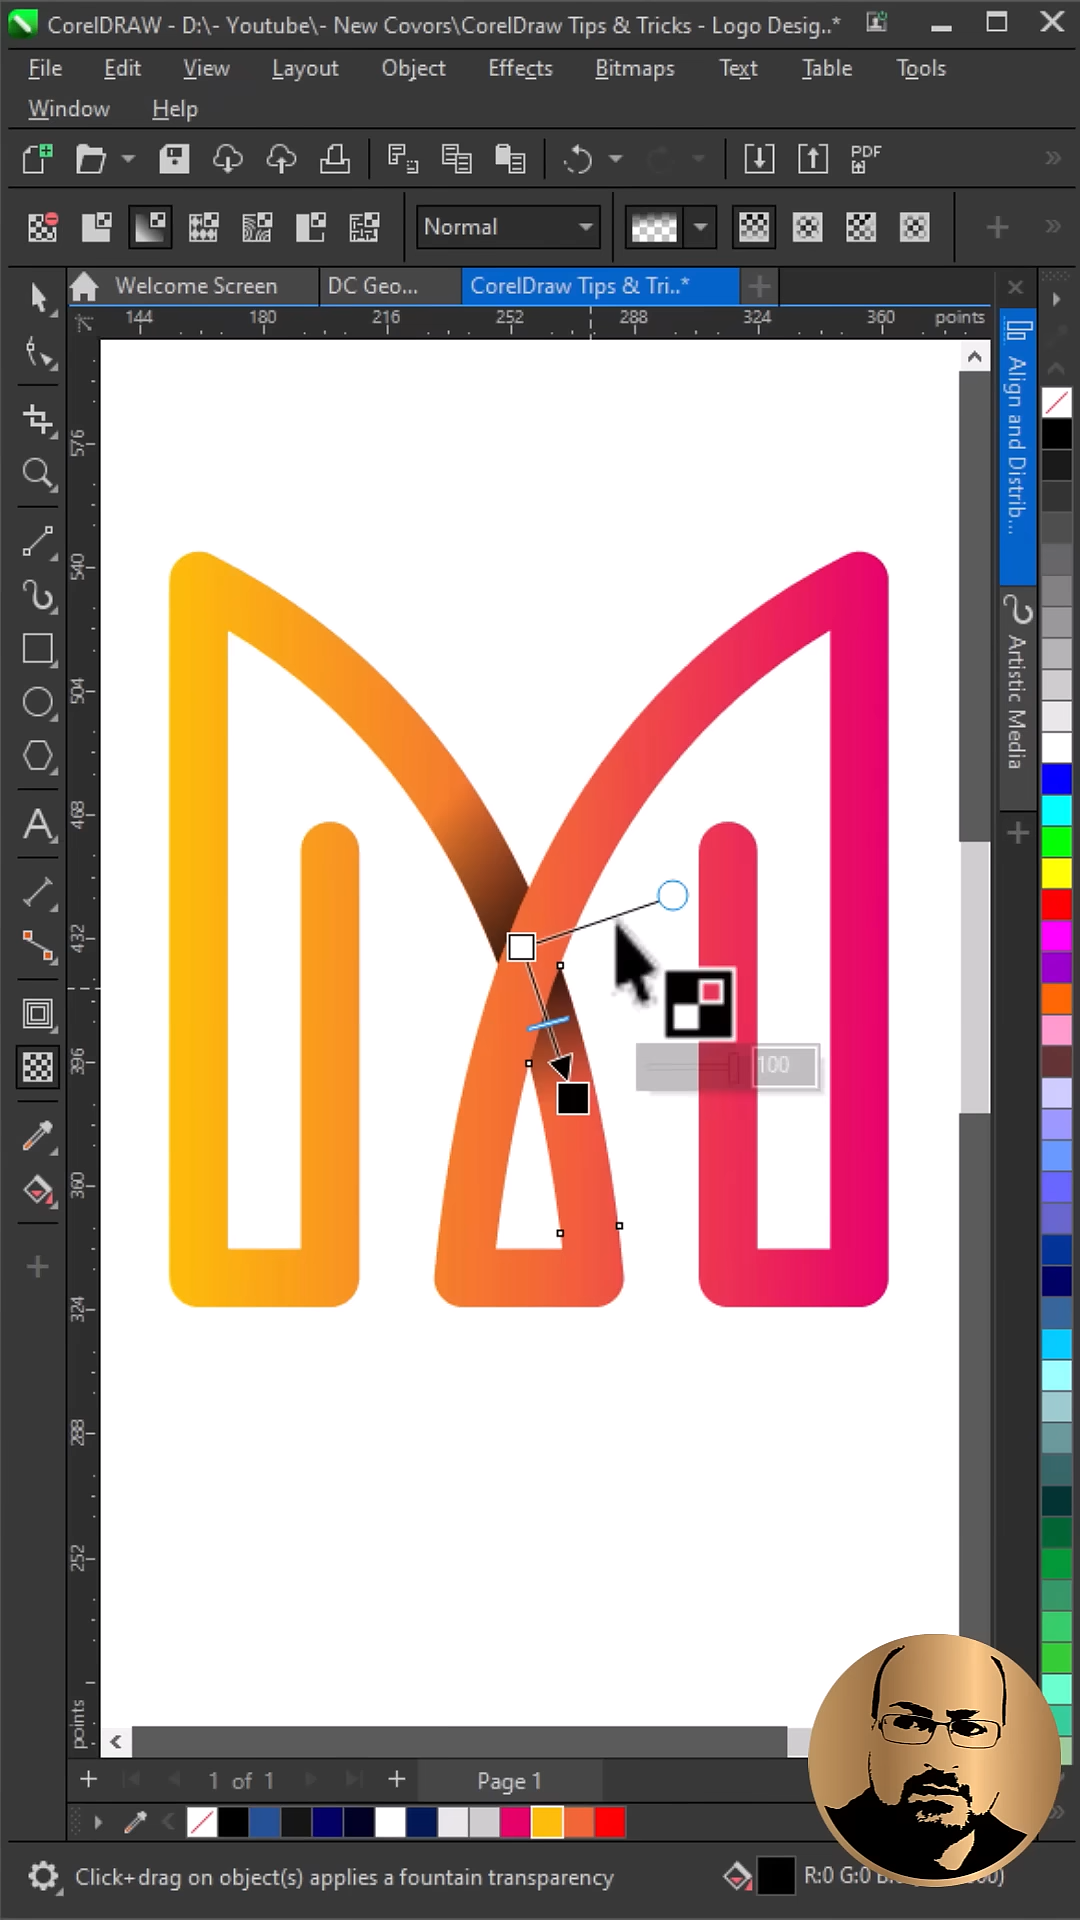 CorelDRAW - D:\- Youtube\- New Covors\CorelDraw Tips & Tricks - Logo Desig..*
File Edit View Layout Object Effects Bitmaps Text Table Tools
Window Help
PDF
Normal
Welcome Screen DC Geo... CorelDraw Tips & Tri..*
144 180 216 252 288 324 360 points
576
540
504
468
432
396
360
324
288
252
points
Align and Distrib...
Artistic Media
100
1 of 1 Page 1
Click+drag on object(s) applies a fountain transparency R:0 G:0